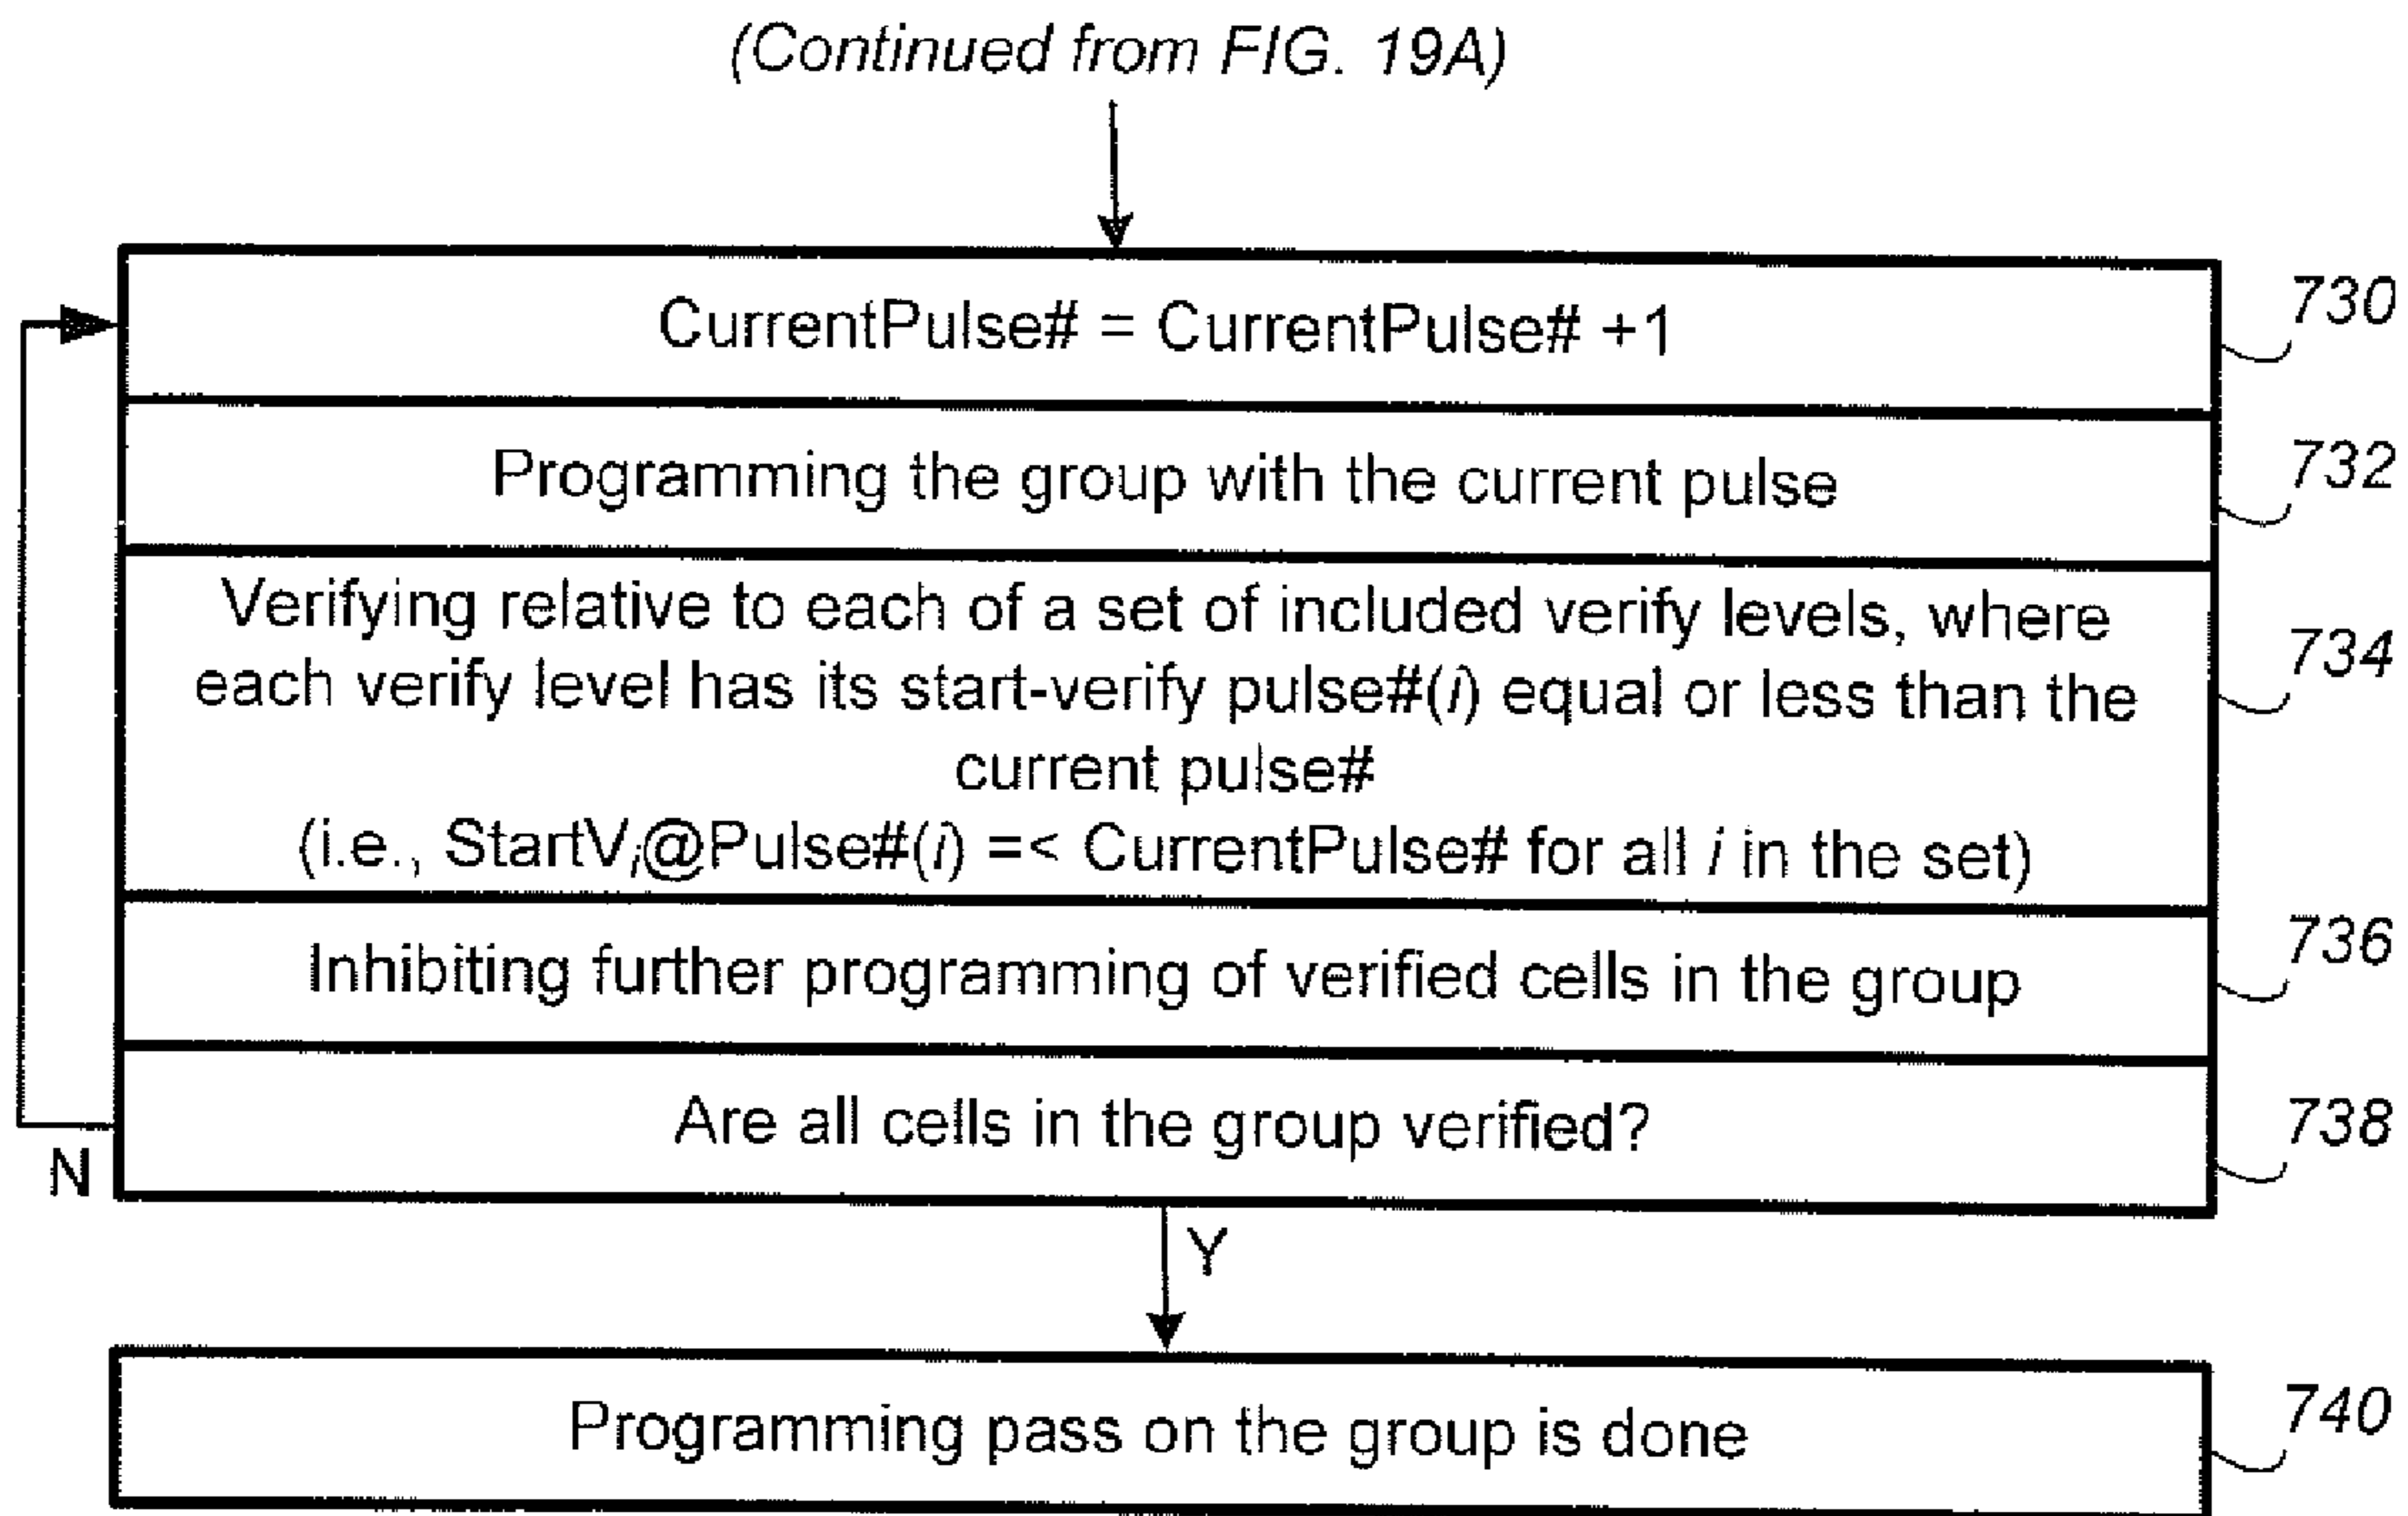 (Continued from FIG. 19A)
CurrentPulse# = CurrentPulse# +1
730
Programming the group with the current pulse
732
Verifying relative to each of a set of included verify levels, where
each verify level has its start-verify pulse#(i) equal or less than the
current pulse#
(i.e., StartVi@Pulse#(i) =< CurrentPulse# for all i in the set)
734
Inhibiting further programming of verified cells in the group
736
Are all cells in the group verified?
738
N
Y
Programming pass on the group is done
740